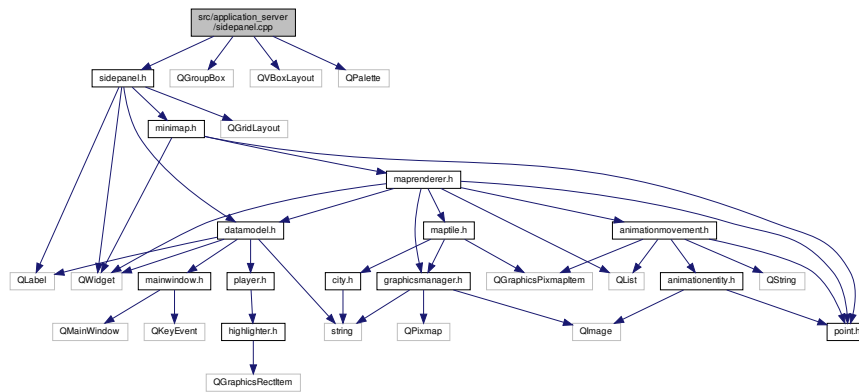 src/application_server
/sidepanel.cpp
sidepanel.h
QGroupBox
QVBoxLayout
QPalette
minimap.h
QGridLayout
maprenderer.h
datamodel.h
maptile.h
animationmovement.h
QLabel
QWidget
mainwindow.h
player.h
city.h
graphicsmanager.h
QGraphicsPixmapItem
QList
animationentity.h
QString
QMainWindow
QKeyEvent
highlighter.h
string
QPixmap
QImage
point.h
QGraphicsRectItem